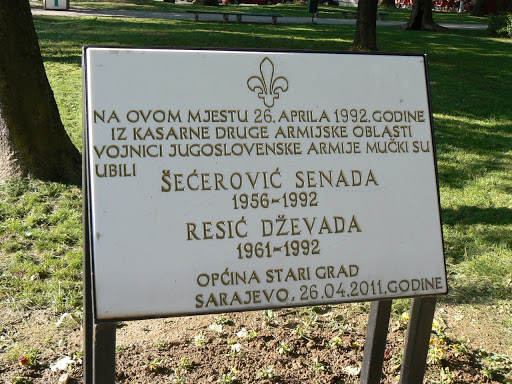 NA OVOM MJESTU 26.APRILA 1992.GODINE
IZ KASARNE DRUGE ARMIJSKE OBLASTI
VOJNICI JUGOSLOVENSKE ARMIJE MUČKI SU
UBILI
ŠEĆEROVIĆ SENADA
1956-1992
RESIĆ DŽEVADA
1961-1992
OPĆINA STARI GRAD
SARAJEVO, 26.04.2011.GODINE